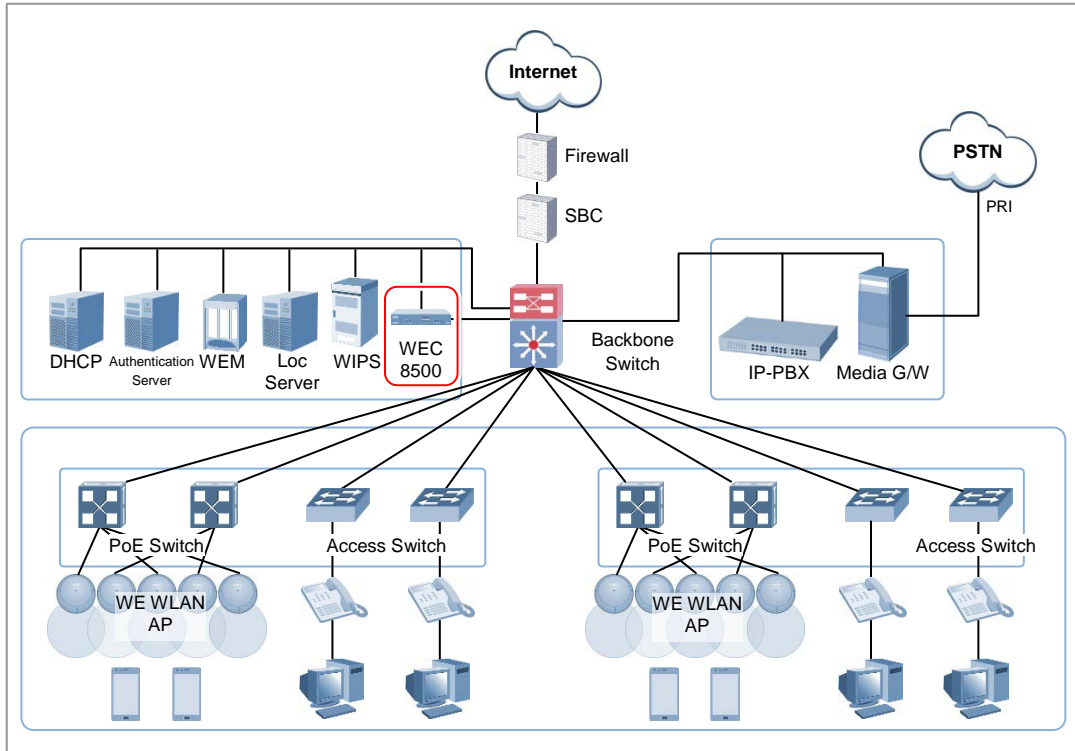 Internet
Firewall
SBC
PSTN
PRI
DHCP
Authentication
Server
WEM
Loc
Server
WIPS
WEC
8500
Backbone
Switch
IP-PBX
Media G/W
PoE Switch
Access Switch
PoE Switch
Access Switch
WE WLAN
AP
WE WLAN
AP